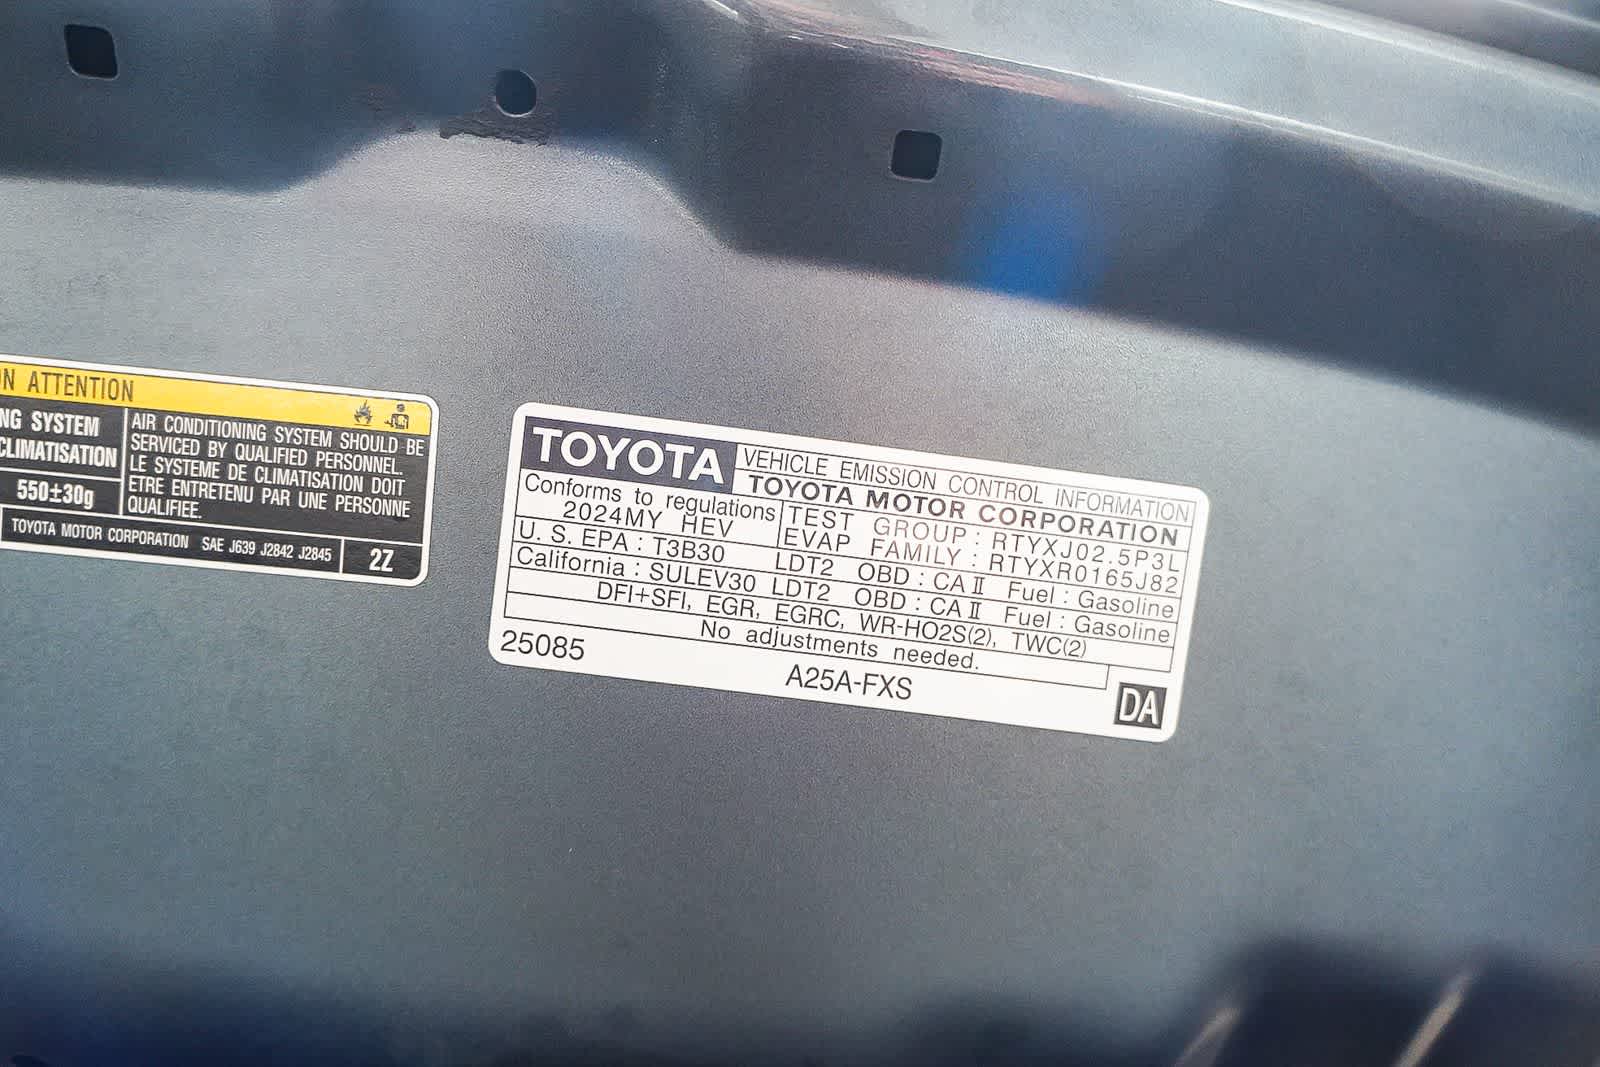 ON ATTENTION
NG SYSTEM
CLIMATISATION
550±30g
AIR CONDITIONING SYSTEM SHOULD BE
SERVICED BY QUALIFIED PERSONNEL.
LE SYSTEME DE CLIMATISATION DOIT
ETRE ENTRETENU PAR UNE PERSONNE
QUALIFIEE.
TOYOTA MOTOR CORPORATION SAE J639 J2842 J2845
2Z
TOYOTA
VEHICLE EMISSION CONTROL INFORMATION
TOYOTA MOTOR CORPORATION
Conforms to regulations
2024MY HEV
TEST GROUP : RTYXJ02.5P3L
EVAP FAMILY : RTYXR0165J82
U. S. EPA : T3B30 LDT2 OBD : CAⅡ Fuel : Gasoline
California : SULEV30 LDT2 OBD : CAⅡ Fuel : Gasoline
DFI+SFI, EGR, EGRC, WR-HO2S(2), TWC(2)
No adjustments needed.
25085
A25A-FXS
DA